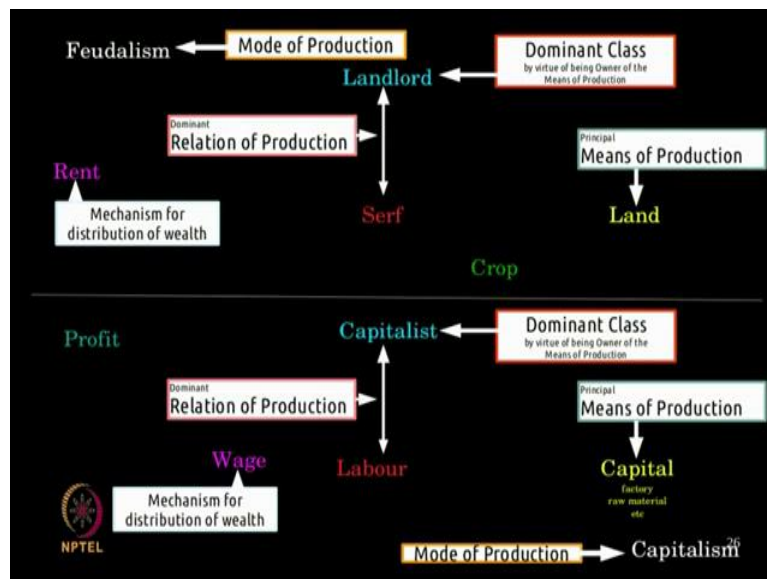 Feudalism
Mode of Production
Landlord
Dominant Class
by virtue of being Owner of the
Means of Production
Dominant
Relation of Production
Principal
Means of Production
Rent
Mechanism for
distribution of wealth
Serf
Land
Crop
Profit
Capitalist
Dominant Class
by virtue of being Owner of the
Means of Production
Dominant
Relation of Production
Principal
Means of Production
Wage
Labour
Capital
factory
raw material
etc
Mechanism for
distribution of wealth
NPTEL
Mode of Production
Capitalism
26